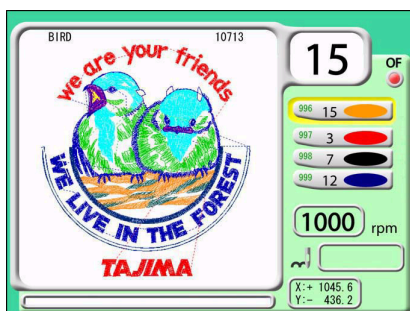 BIRD 10713
we are your friends
WE LIVE IN THE FOREST
TAJIMA
15
OF
996 15
997 3
998 7
999 12
1000 rpm
X:+ 1045.6
Y:- 436.2